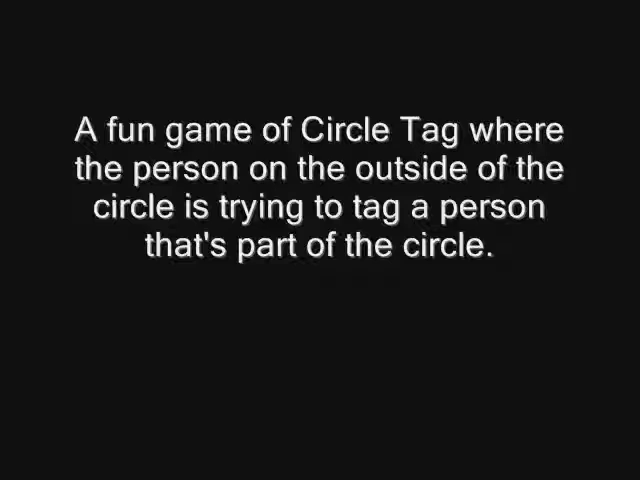 A fun game of Circle Tag where
the person on the outside of the
circle is trying to tag a person
that's part of the circle.